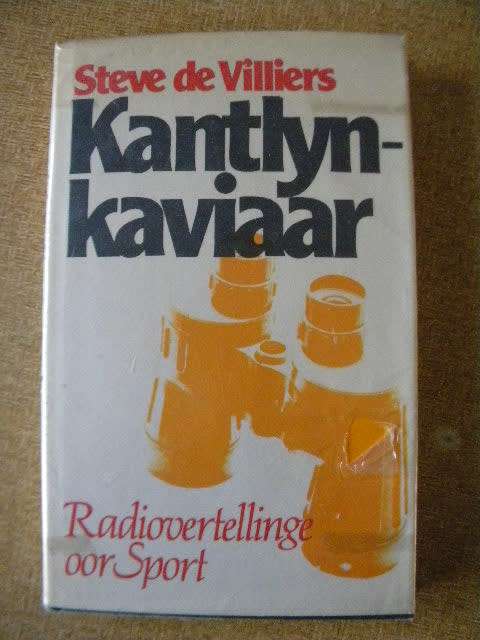 Steve de Villiers
Kantlyn-
kaviaar
Radiovertellinge
oor Sport